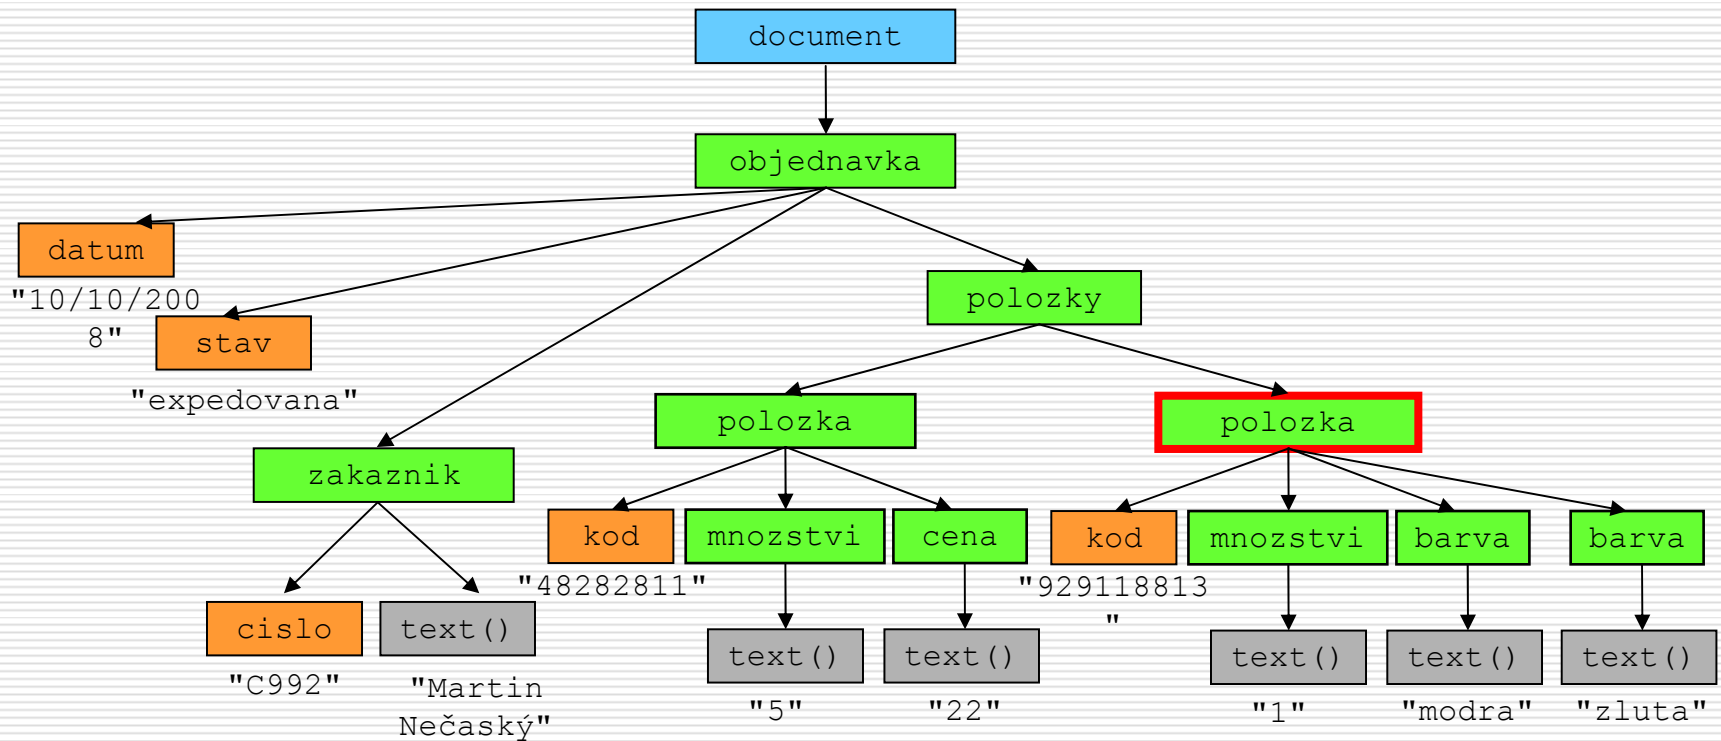 document
objednavka
datum
"10/10/200
8"
stav
"expedovana"
polozky
polozka
polozka
zakaznik
kod
mnozstvi
cena
kod
mnozstvi
barva
barva
"48282811"
"929118813
"
cislo
text()
text()
text()
text()
text()
text()
"C992"
"Martin
Nečaský"
"5"
"22"
"1"
"modra"
"zluta"